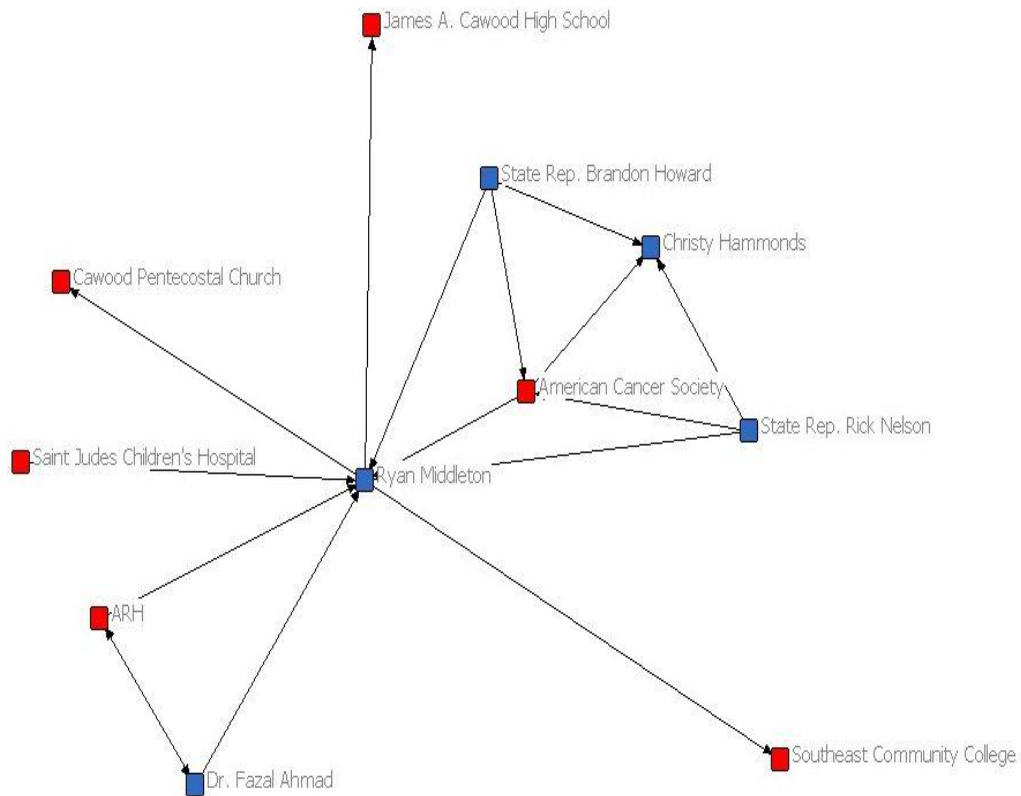 James A. Cawood High School
State Rep. Brandon Howard
Christy Hammonds
Cawood Pentecostal Church
American Cancer Society
State Rep. Rick Nelson
Saint Judes Children's Hospital
Ryan Middleton
ARH
Southeast Community College
Dr. Fazal Ahmad